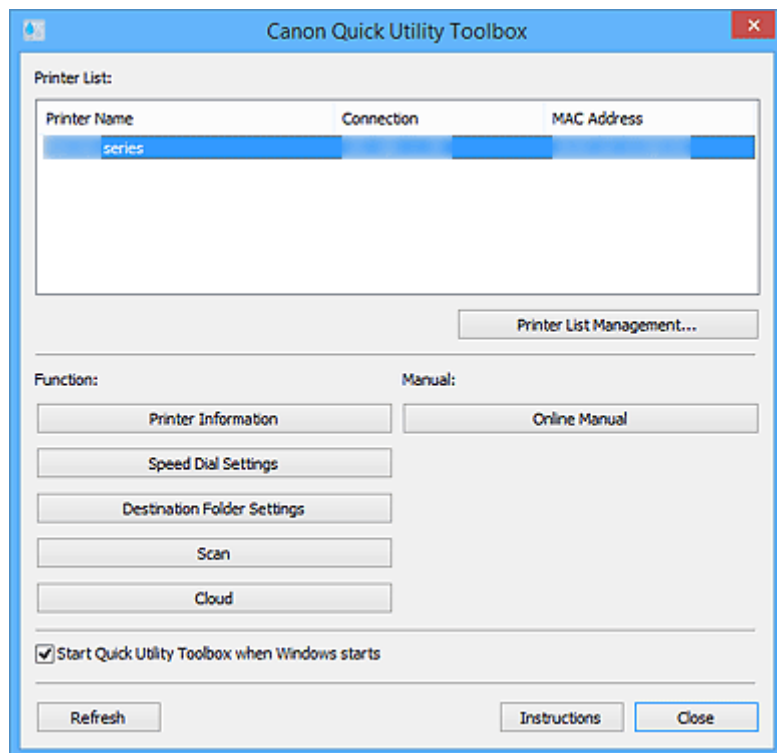 Canon Quick Utility Toolbox
Printer List:
Printer Name Connection MAC Address
series
Printer List Management...
Function: Manual:
Printer Information Online Manual
Speed Dial Settings
Destination Folder Settings
Scan
Cloud
Start Quick Utility Toolbox when Windows starts
Refresh Instructions Close